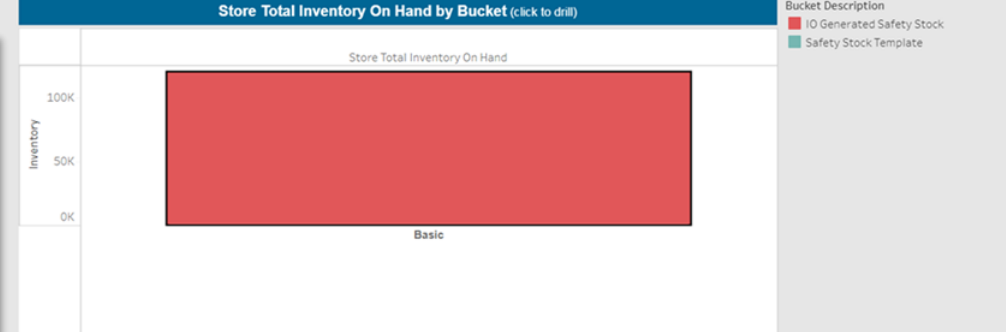 Store Total Inventory On Hand by Bucket (click to drill)
Bucket Description
IO Generated Safety Stock
Safety Stock Template
Store Total Inventory On Hand
100K
50K
0K
Inventory
Basic